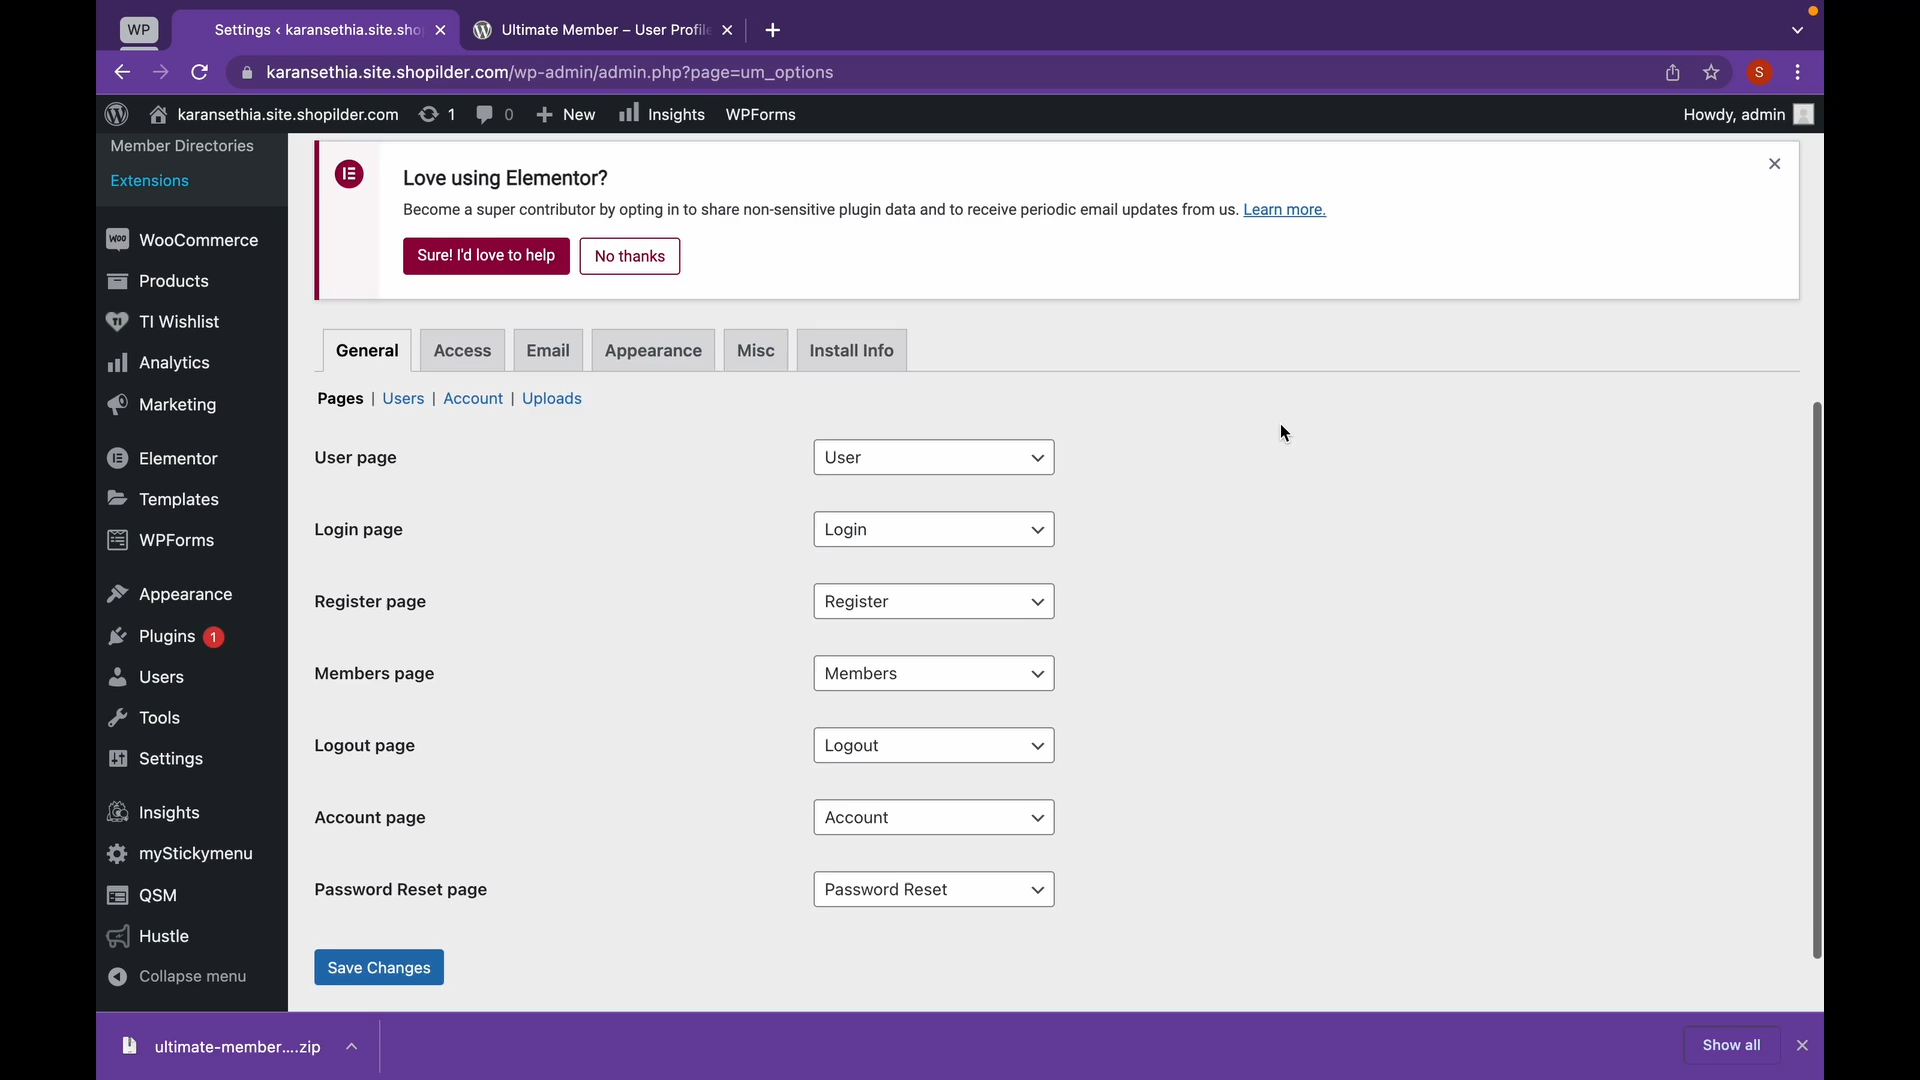 WP
Settings ‹ karansethia.site.sho
Ultimate Member – User Profile
karansethia.site.shopilder.com/wp-admin/admin.php?page=um_options
S
karansethia.site.shopilder.com
1
0
New
Insights
WPForms
Howdy, admin
Member Directories
Extensions
WooCommerce
Products
TI Wishlist
Analytics
Marketing
Elementor
Templates
WPForms
Appearance
Plugins 1
Users
Tools
Settings
Insights
myStickymenu
QSM
Hustle
Collapse menu
Love using Elementor?
Become a super contributor by opting in to share non-sensitive plugin data and to receive periodic email updates from us. Learn more.
Sure! I'd love to help
No thanks
General
Access
Email
Appearance
Misc
Install Info
Pages | Users | Account | Uploads
User page
User
Login page
Login
Register page
Register
Members page
Members
Logout page
Logout
Account page
Account
Password Reset page
Password Reset
Save Changes
ultimate-member....zip
Show all